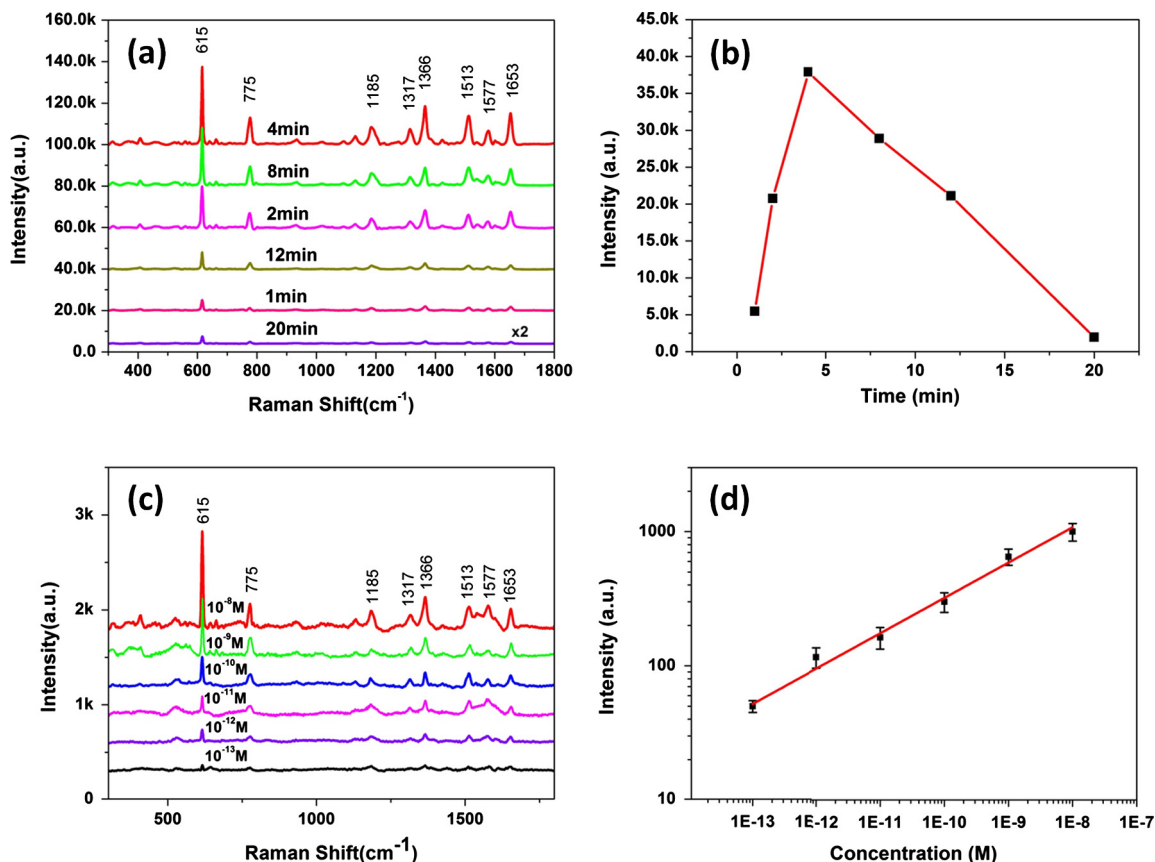 (a)
160.0k
140.0k
120.0k
100.0k
80.0k
60.0k
40.0k
20.0k
0.0
Intensity(a.u.)
615
775
1185
1317
1366
1513
1577
1653
4min
8min
2min
12min
1min
20min
x2
400 600 800 1000 1200 1400 1600 1800
Raman Shift(cm⁻¹)
(b)
45.0k
40.0k
35.0k
30.0k
25.0k
20.0k
15.0k
10.0k
5.0k
0.0
Intensity (a.u.)
0 5 10 15 20
Time (min)
(c)
3k
2k
1k
0
Intensity(a.u.)
615
775
1185
1317
1366
1513
1577
1653
10⁻⁸M
10⁻⁹M
10⁻¹⁰M
10⁻¹¹M
10⁻¹²M
10⁻¹³M
500 1000 1500
Raman Shift(cm⁻¹)
(d)
1000
100
10
Intensity (a.u.)
1E-13 1E-12 1E-11 1E-10 1E-9 1E-8 1E-7
Concentration (M)